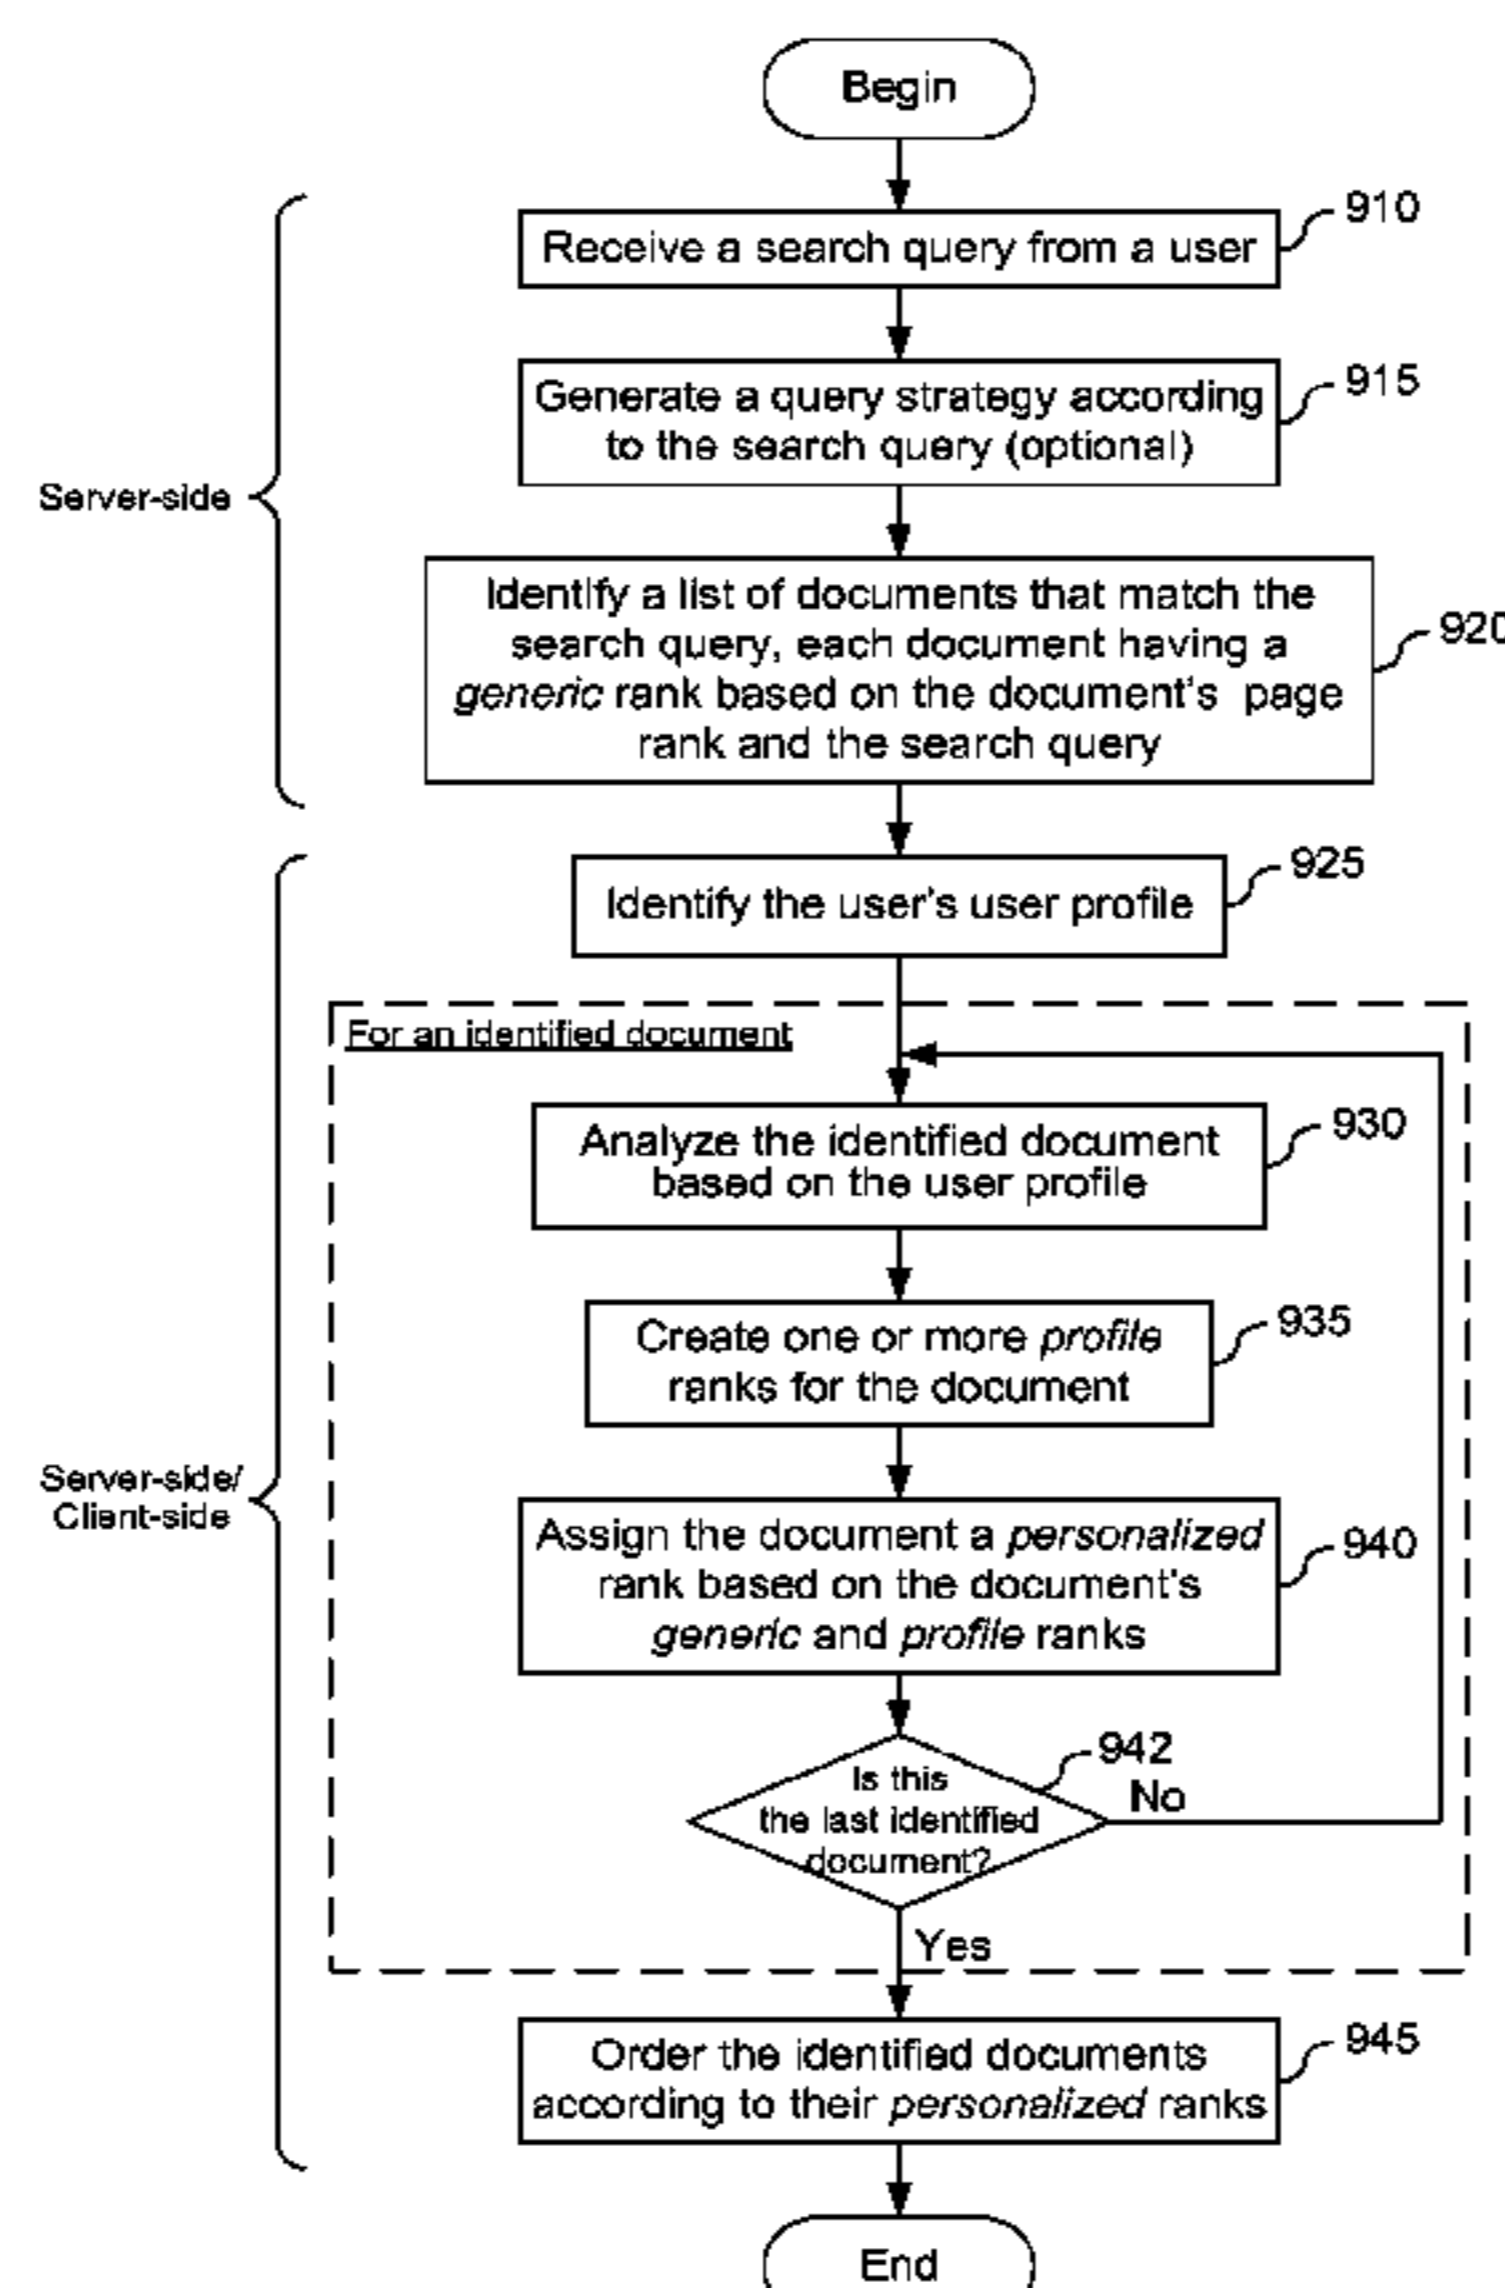 Begin
Receive a search query from a user
910
Generate a query strategy according
to the search query (optional)
915
Server-side
Identify a list of documents that match the
search query, each document having a
generic rank based on the document's page
rank and the search query
920
Identify the user's user profile
925
For an identified document
Analyze the identified document
based on the user profile
930
Create one or more profile
ranks for the document
935
Server-side/
Client-side
Assign the document a personalized
rank based on the document's
generic and profile ranks
940
Is this
the last identified
document?
942
No
Yes
Order the identified documents
according to their personalized ranks
945
End